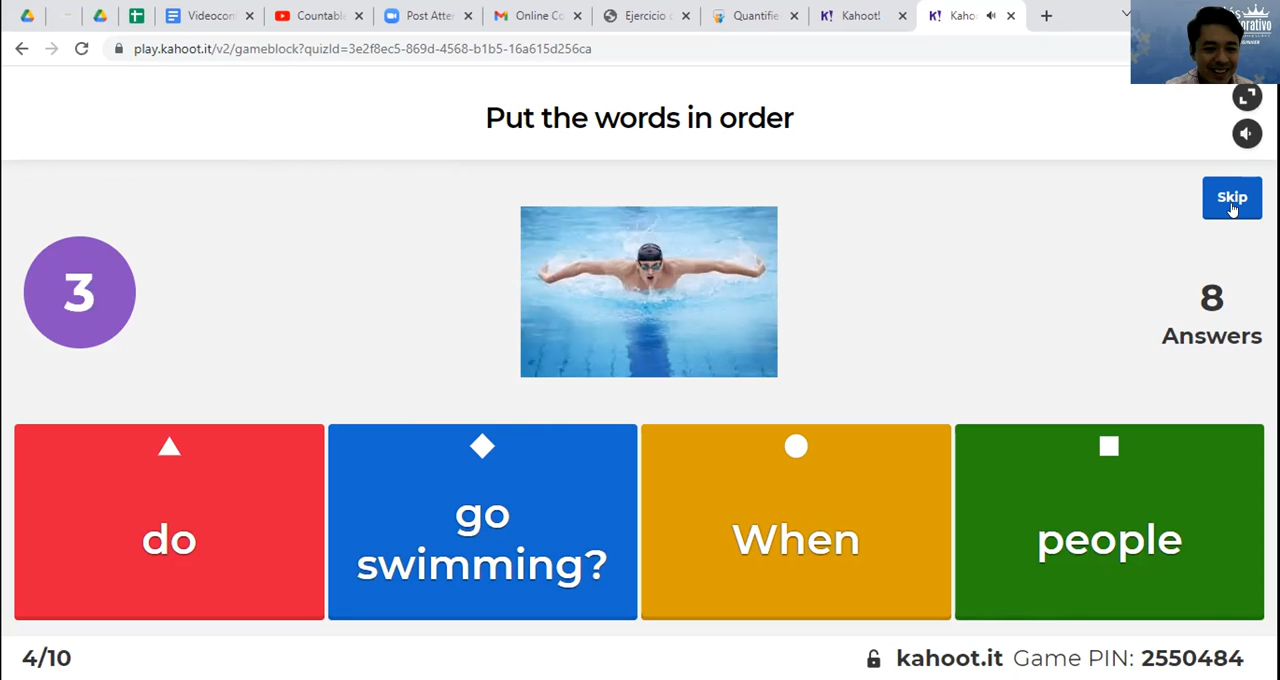 Videocon
Countable
Post Atte
Online Co
Ejercicio
Quantifie
Kahoot!
Kaho
play.kahoot.it/v2/gameblock?quizId=3e2f8ec5-869d-4568-b1b5-16a615d256ca
Put the words in order
Skip
3
8
Answers
do
go
swimming?
When
people
4/10
kahoot.it Game PIN: 2550484